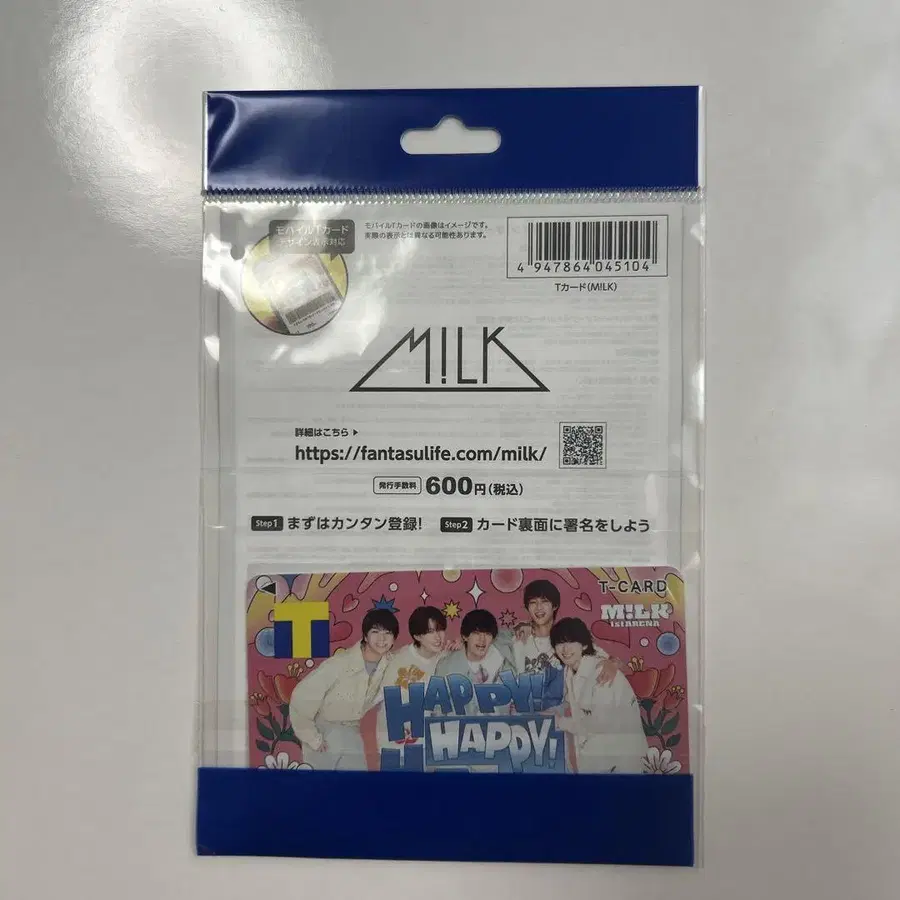 モバイルTカード
デザイン表示対応
モバイルTカードの画像はイメージです。
実際の表示とは異なる可能性あります。
4 947864 045104
Tカード(M!LK)
M!LK
詳細はこちら ▶
https://fantasulife.com/milk/
発行手数料 600円(税込)
Step1 まずはカンタン登録! Step2 カード裏面に署名をしよう
T
T-CARD
M!LK
1st ARENA
HAPPY!
HAPPY!